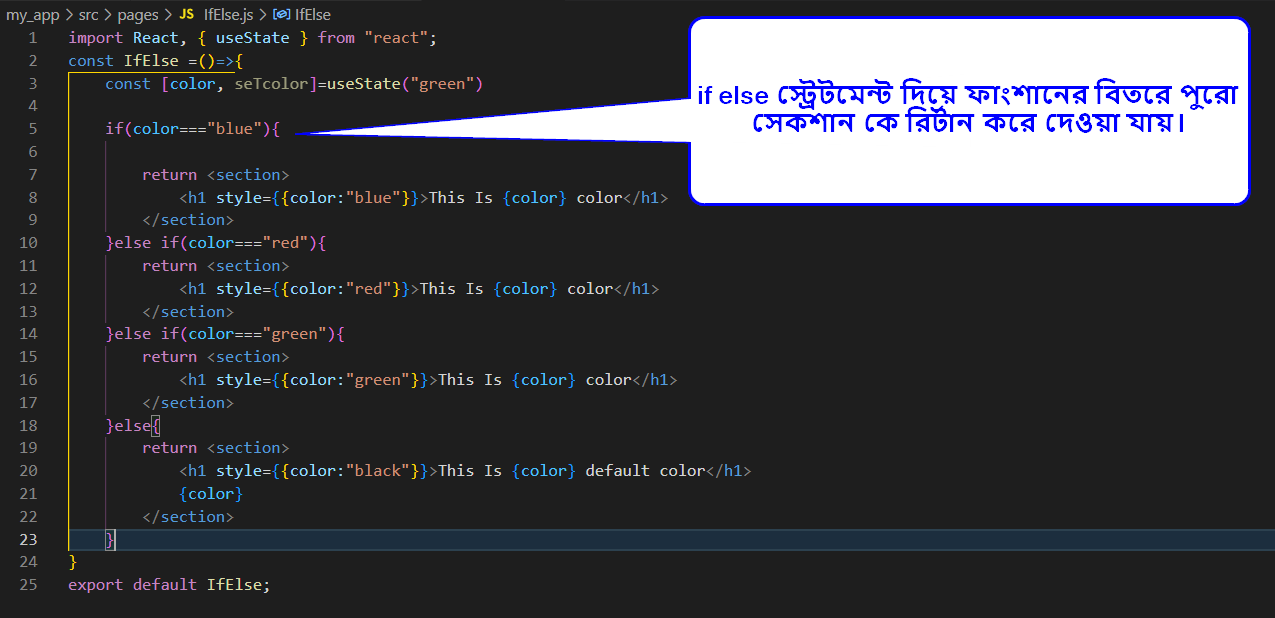 my_app > src > pages > JS IfElse.js > IfElse
1 import React, { useState } from "react";
2 const IfElse =()=>{
3     const [color, seTcolor]=useState("green")
4
5     if(color==="blue"){
if else স্ট্রেটমেন্ট দিয়ে ফাংশানের বিতরে পুরো
সেকশান কে রির্টান করে দেওয়া যায়।
6
7         return <section>
8             <h1 style={{color:"blue"}}>This Is {color} color</h1>
9         </section>
10     }else if(color==="red"){
11         return <section>
12             <h1 style={{color:"red"}}>This Is {color} color</h1>
13         </section>
14     }else if(color==="green"){
15         return <section>
16             <h1 style={{color:"green"}}>This Is {color} color</h1>
17         </section>
18     }else{
19         return <section>
20             <h1 style={{color:"black"}}>This Is {color} default color</h1>
21             {color}
22         </section>
23     }
24 }
25 export default IfElse;